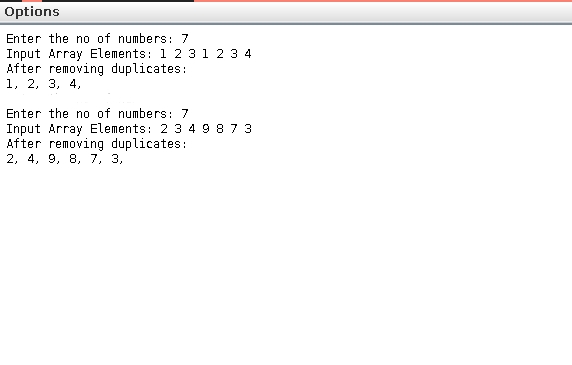 Options
Enter the no of numbers: 7
Input Array Elements: 1 2 3 1 2 3 4
After removing duplicates:
1, 2, 3, 4,
Enter the no of numbers: 7
Input Array Elements: 2 3 4 9 8 7 3
After removing duplicates:
2, 4, 9, 8, 7, 3,